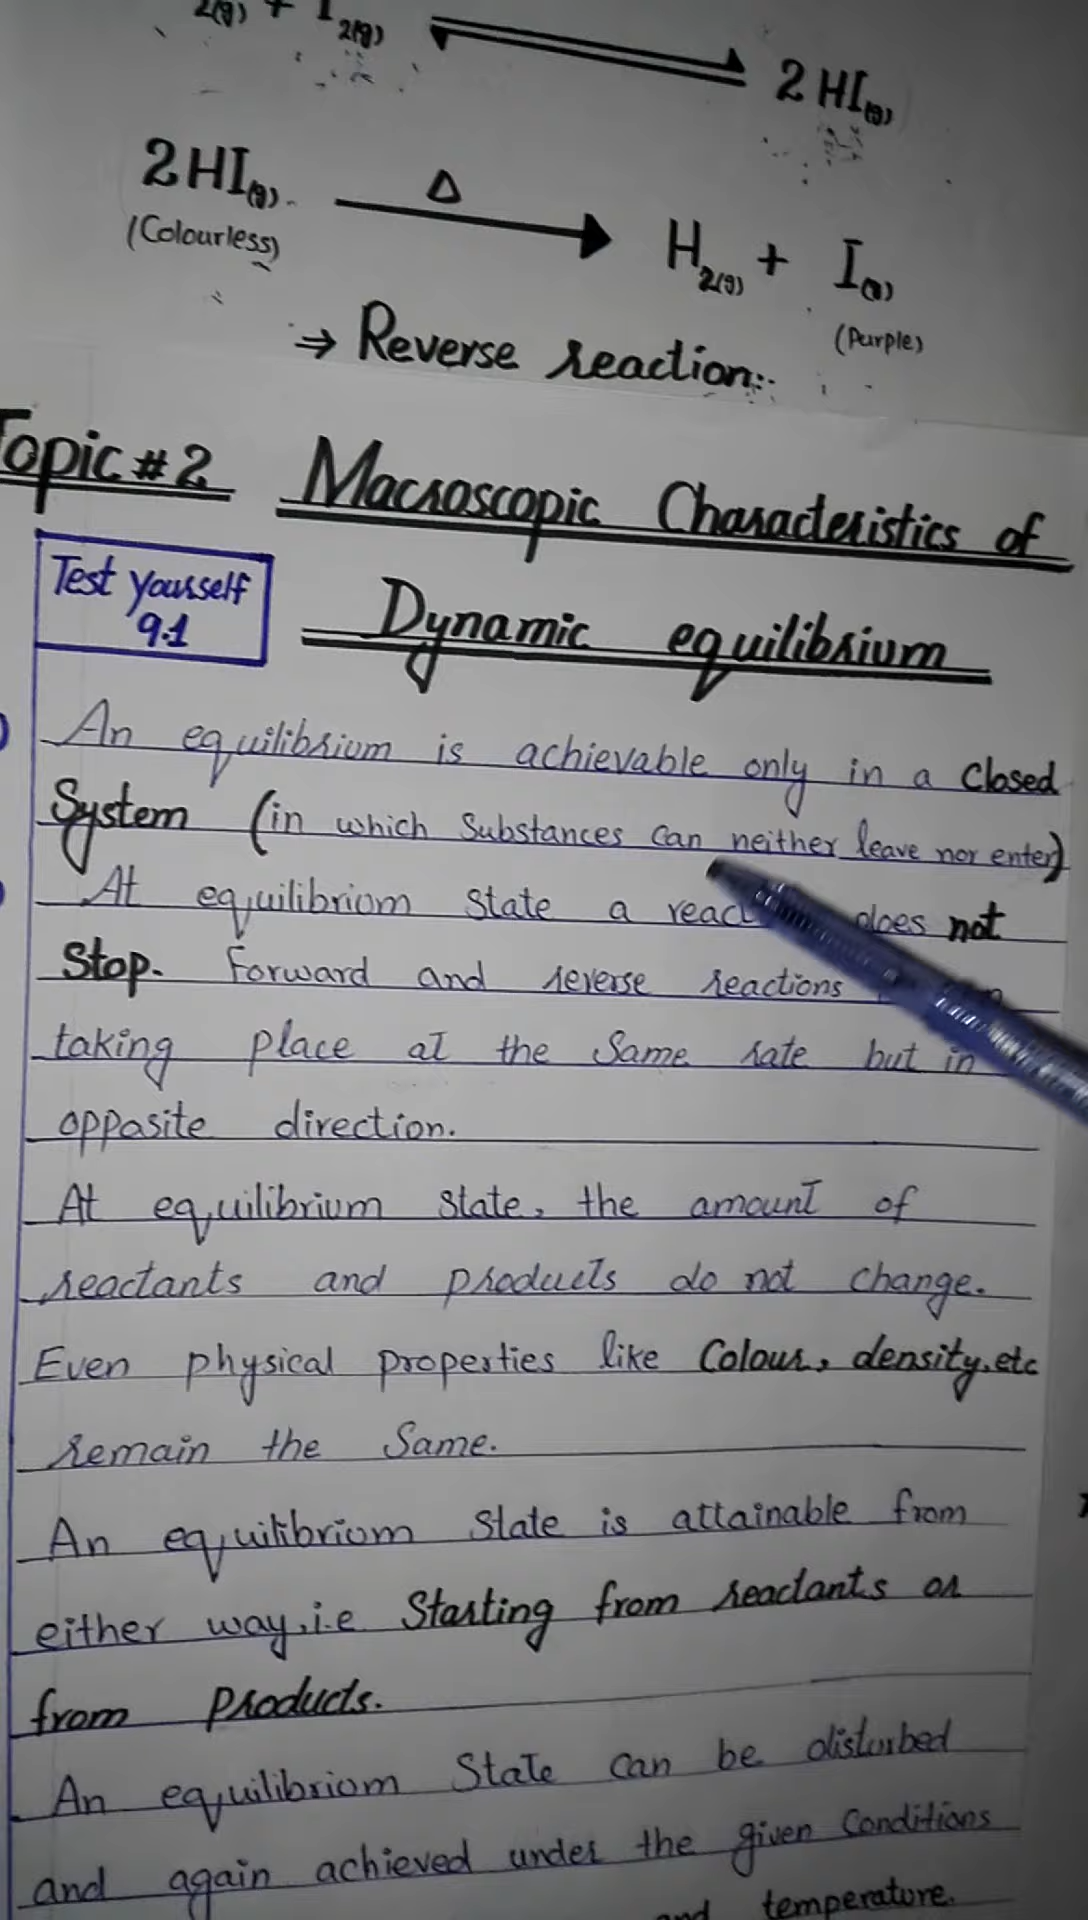 2(g) + I2(g) ⇌ 2HI(g)
2HI(g). Δ → H2(g) + I(g)
(Colourless) (Purple)
⇒ Reverse reaction:
Topic #2 Macroscopic Characteristics of
Test yourself
9.1
Dynamic equilibrium
An equilibrium is achievable only in a Closed
System (in which Substances can neither leave nor enter)
At equilibrium State a does not
Stop. Forward and reverse reactions
taking place at the Same rate but in
opposite direction.
At equilibrium State, the amount of
reactants and products do not change.
Even physical properties like Colour, density, etc
remain the Same.
An equilibrium State is attainable from
either way, i.e Starting from reactants or
from Products.
An equilibrium State can be disturbed
and again achieved under the given Conditions
and temperature.